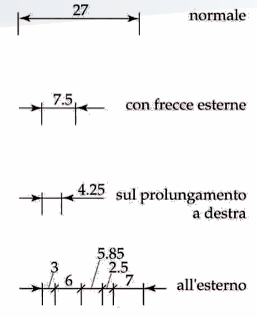 27
normale
7.5
con frecce esterne
4.25
sul prolungamento
a destra
5.85
3
2.5
6
7
all'esterno